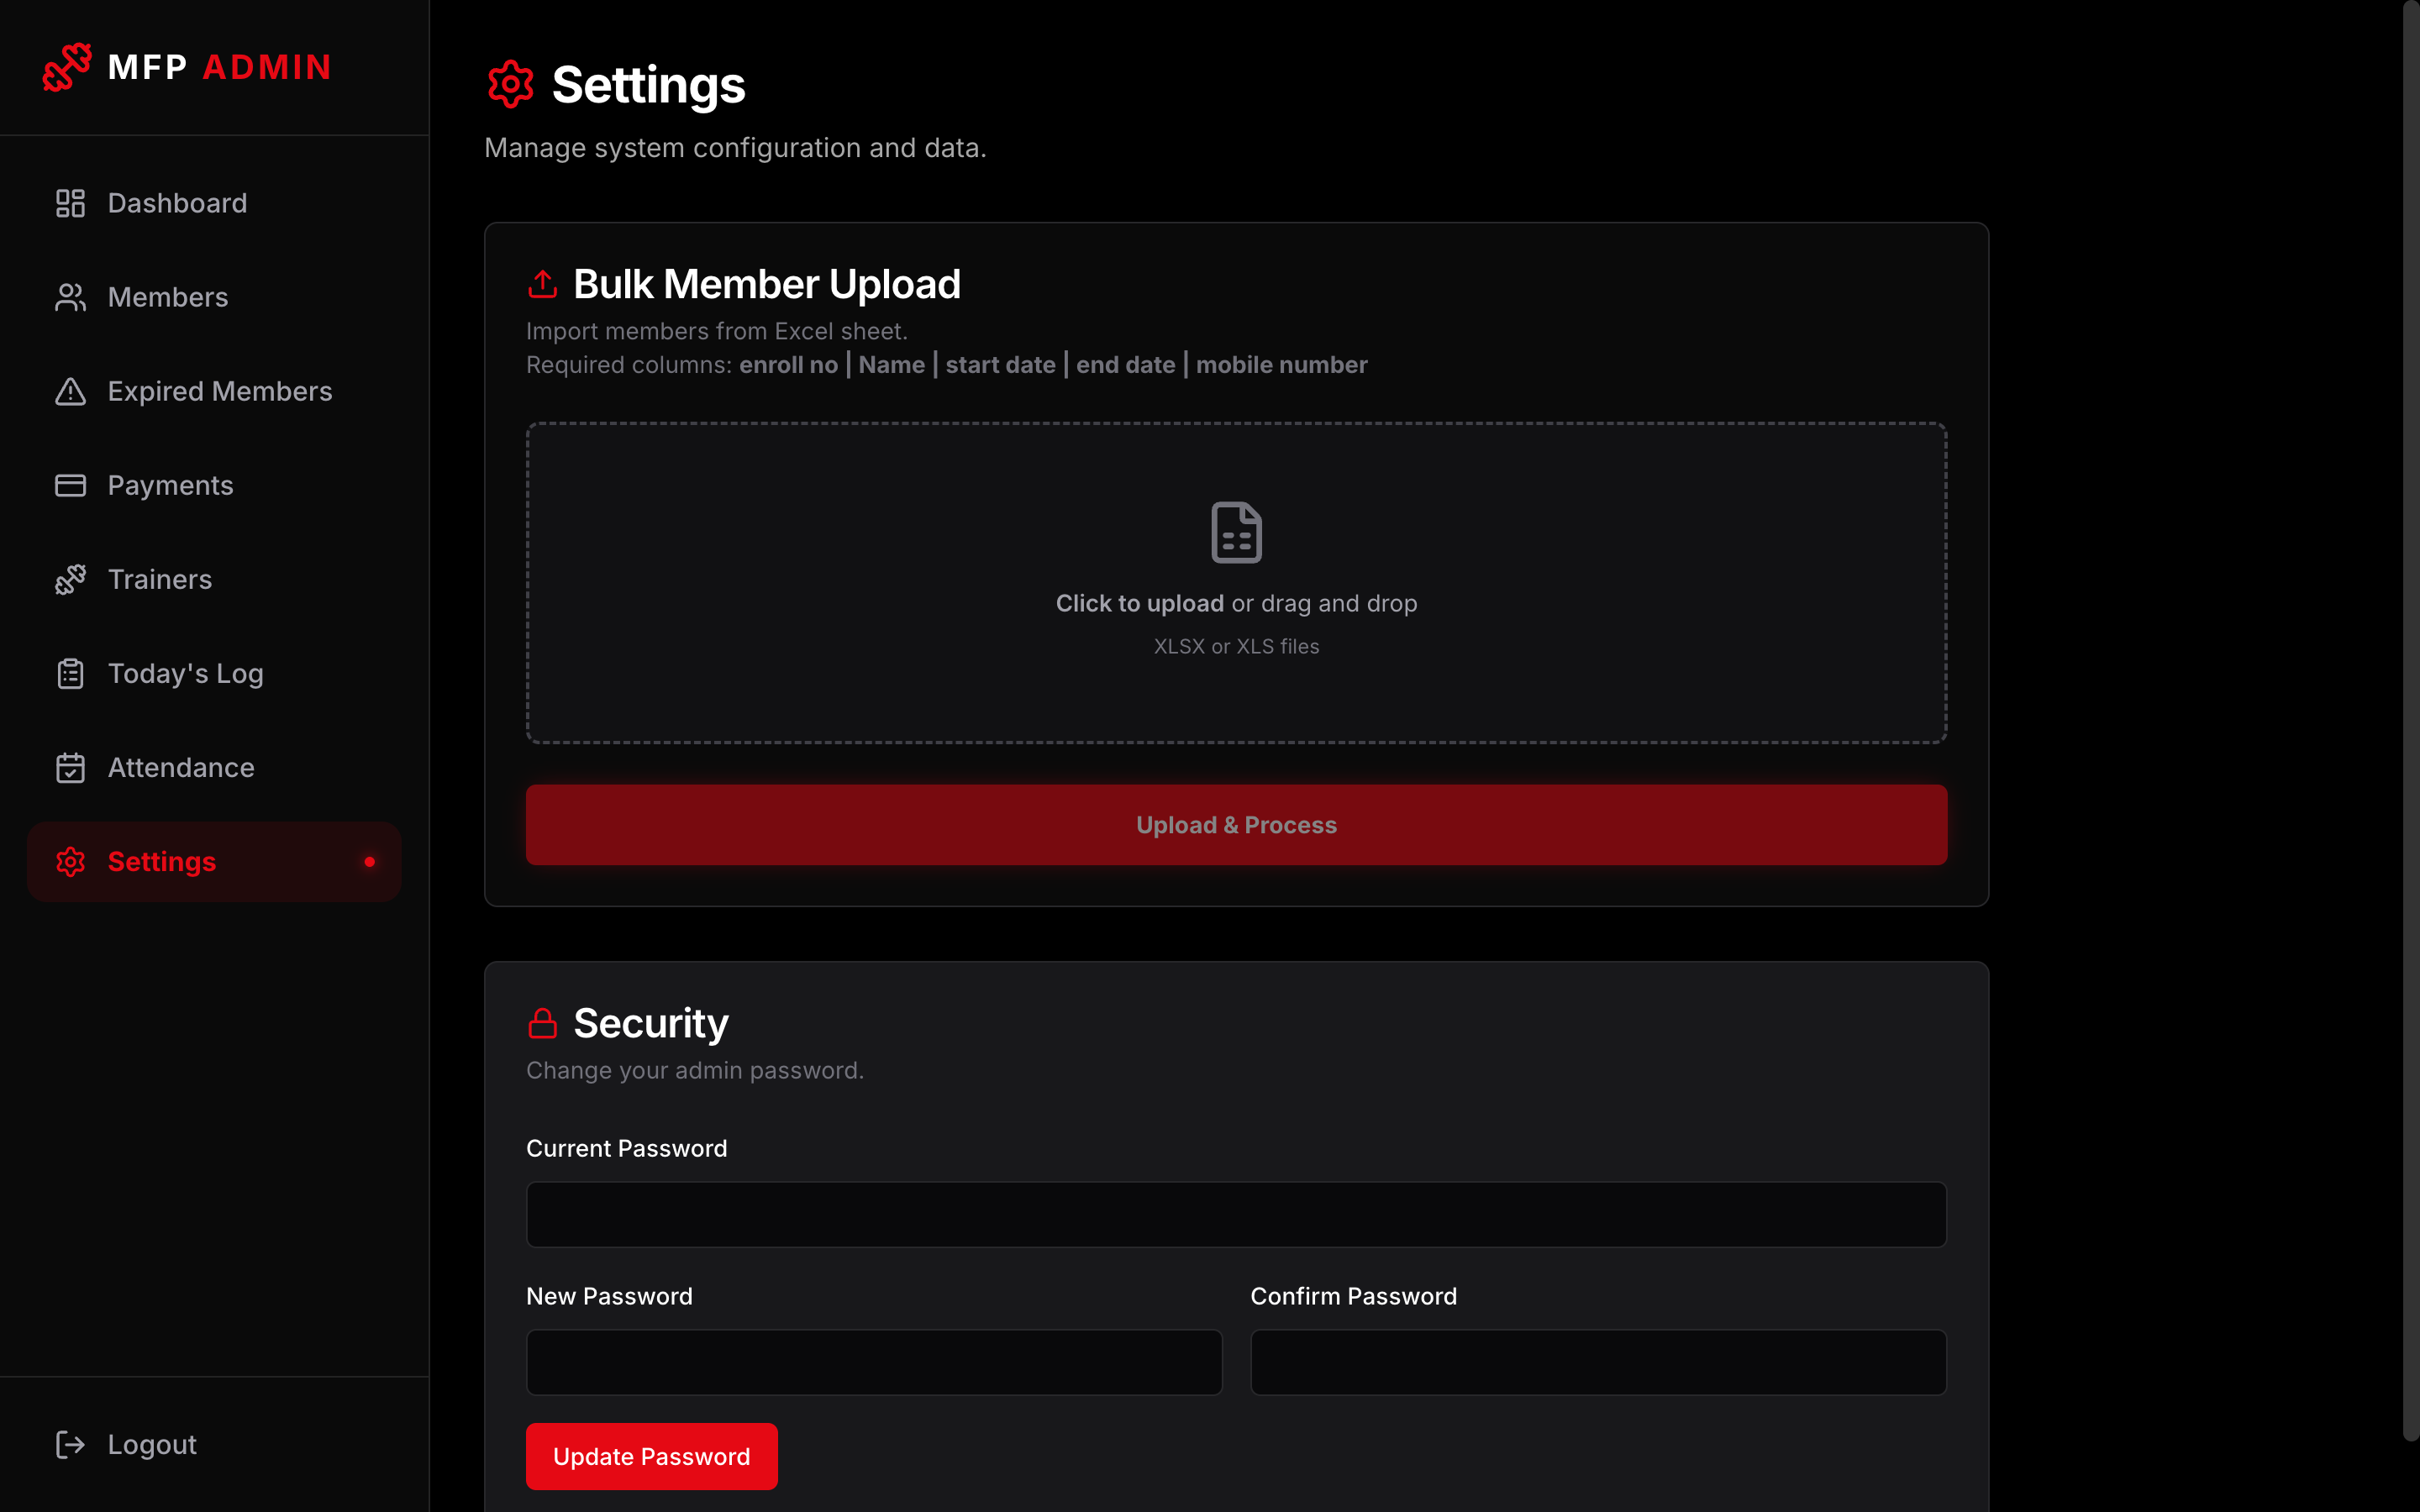 MFP ADMIN
Dashboard
Members
Expired Members
Payments
Trainers
Today's Log
Attendance
Settings
Logout
Settings
Manage system configuration and data.
Bulk Member Upload
Import members from Excel sheet.
Required columns: enroll no | Name | start date | end date | mobile number
Click to upload or drag and drop
XLSX or XLS files
Upload & Process
Security
Change your admin password.
Current Password
New Password
Confirm Password
Update Password